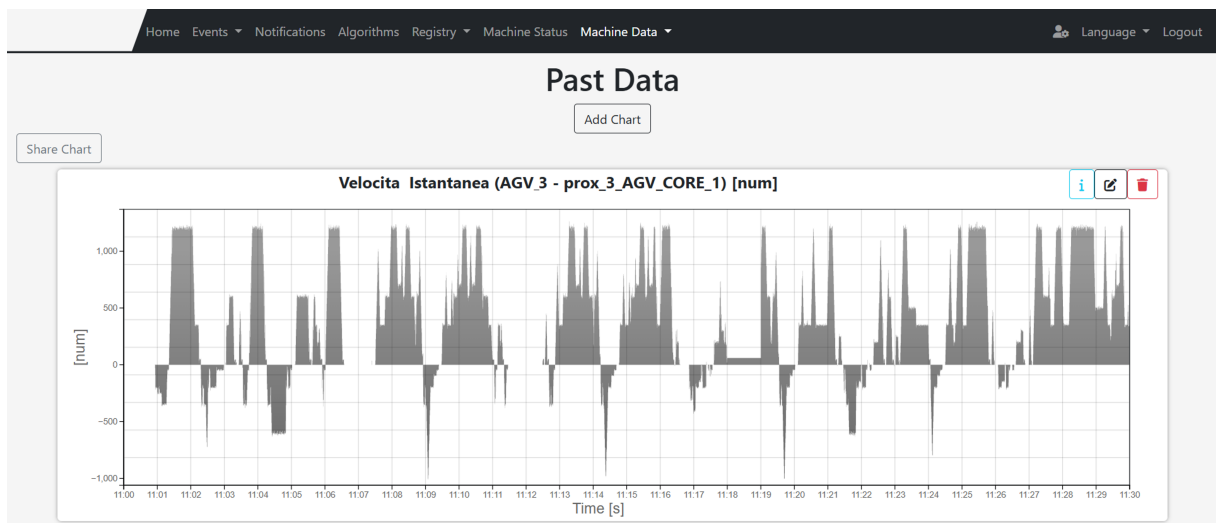 Home Events Notifications Algorithms Registry Machine Status Machine Data Language Logout
Past Data
Add Chart
Share Chart
Velocita Istantanea (AGV_3 - prox_3_AGV_CORE_1) [num]
i
1,000
500
0
−500
−1,000
[num]
11:00 11:01 11:02 11:03 11:04 11:05 11:06 11:07 11:08 11:09 11:10 11:11 11:12 11:13 11:14 11:15 11:16 11:17 11:18 11:19 11:20 11:21 11:22 11:23 11:24 11:25 11:26 11:27 11:28 11:29 11:30
Time [s]